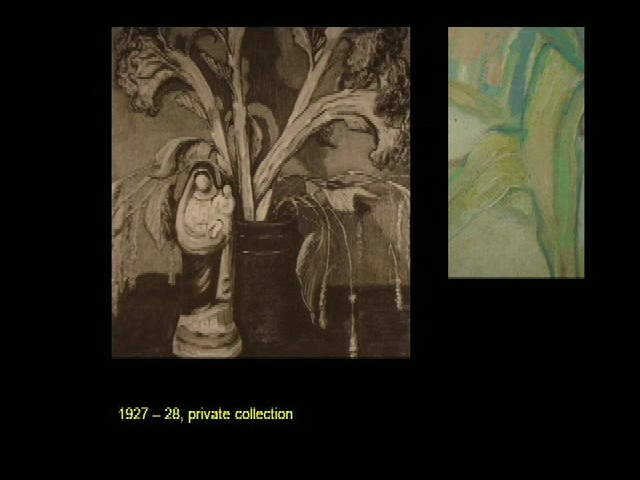 1927 – 28, private collection